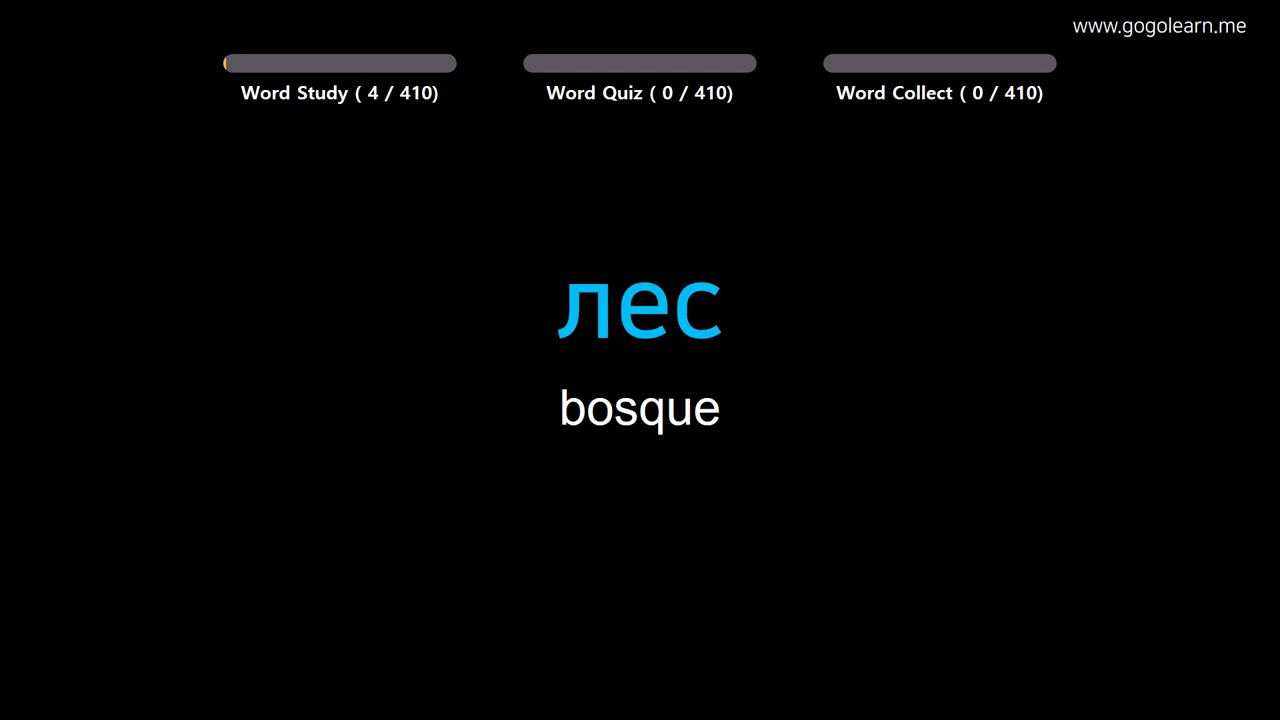 www.gogolearn.me
Word Study ( 4 / 410)
Word Quiz ( 0 / 410)
Word Collect ( 0 / 410)
лес
bosque